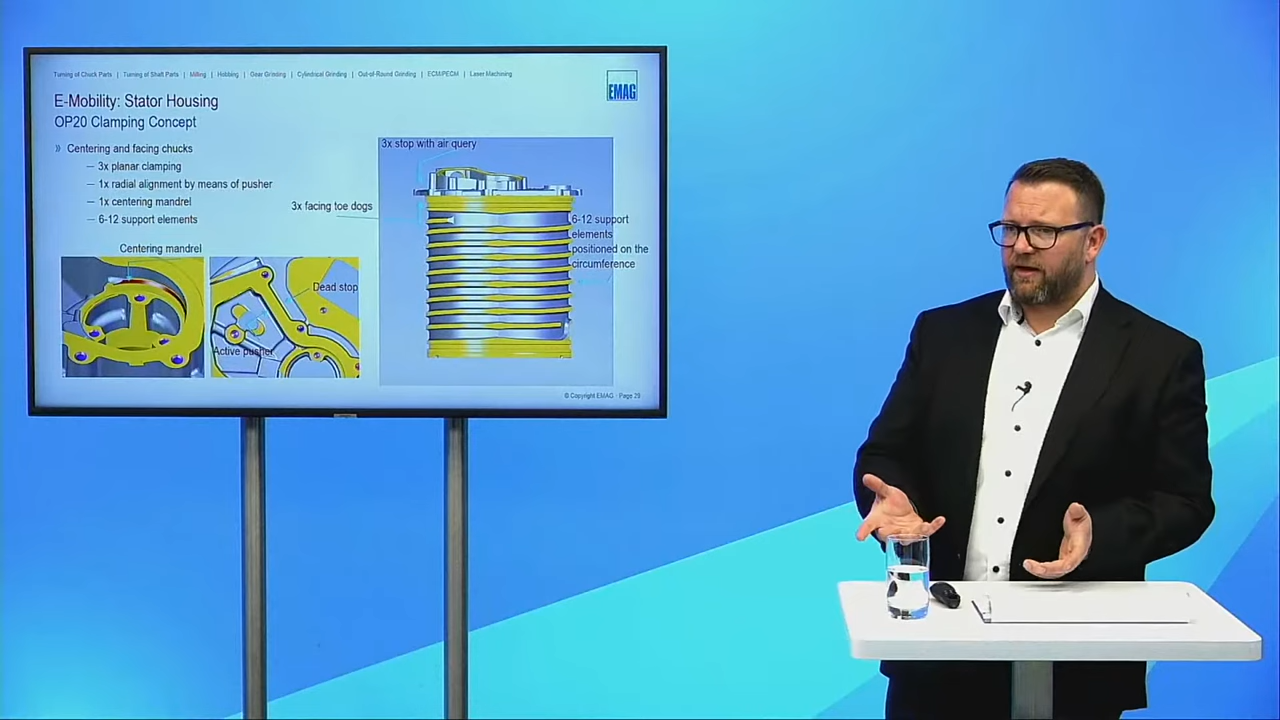 Turning of Chuck Parts | Turning of Shaft Parts | Milling | Hobbing | Gear Grinding | Cylindrical Grinding | Out-of-Round Grinding | ECM/PECM | Laser Machining
EMAG
E-Mobility: Stator Housing
OP20 Clamping Concept
» Centering and facing chucks
— 3x planar clamping
— 1x radial alignment by means of pusher
— 1x centering mandrel
— 6-12 support elements
Centering mandrel
Dead stop
Active pusher
3x stop with air query
3x facing toe dogs
6-12 support
elements
positioned on the
circumference
© Copyright EMAG - Page 29